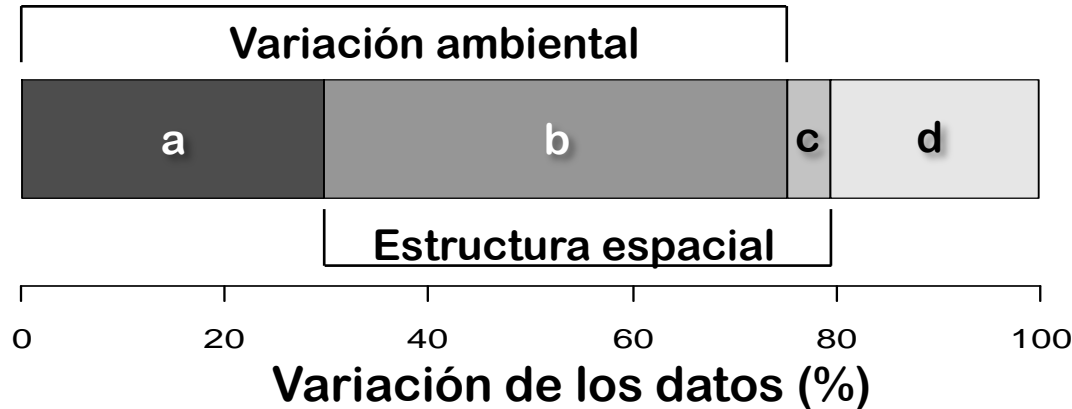 Variación ambiental
a b c d
Estructura espacial
0 20 40 60 80 100
Variación de los datos (%)